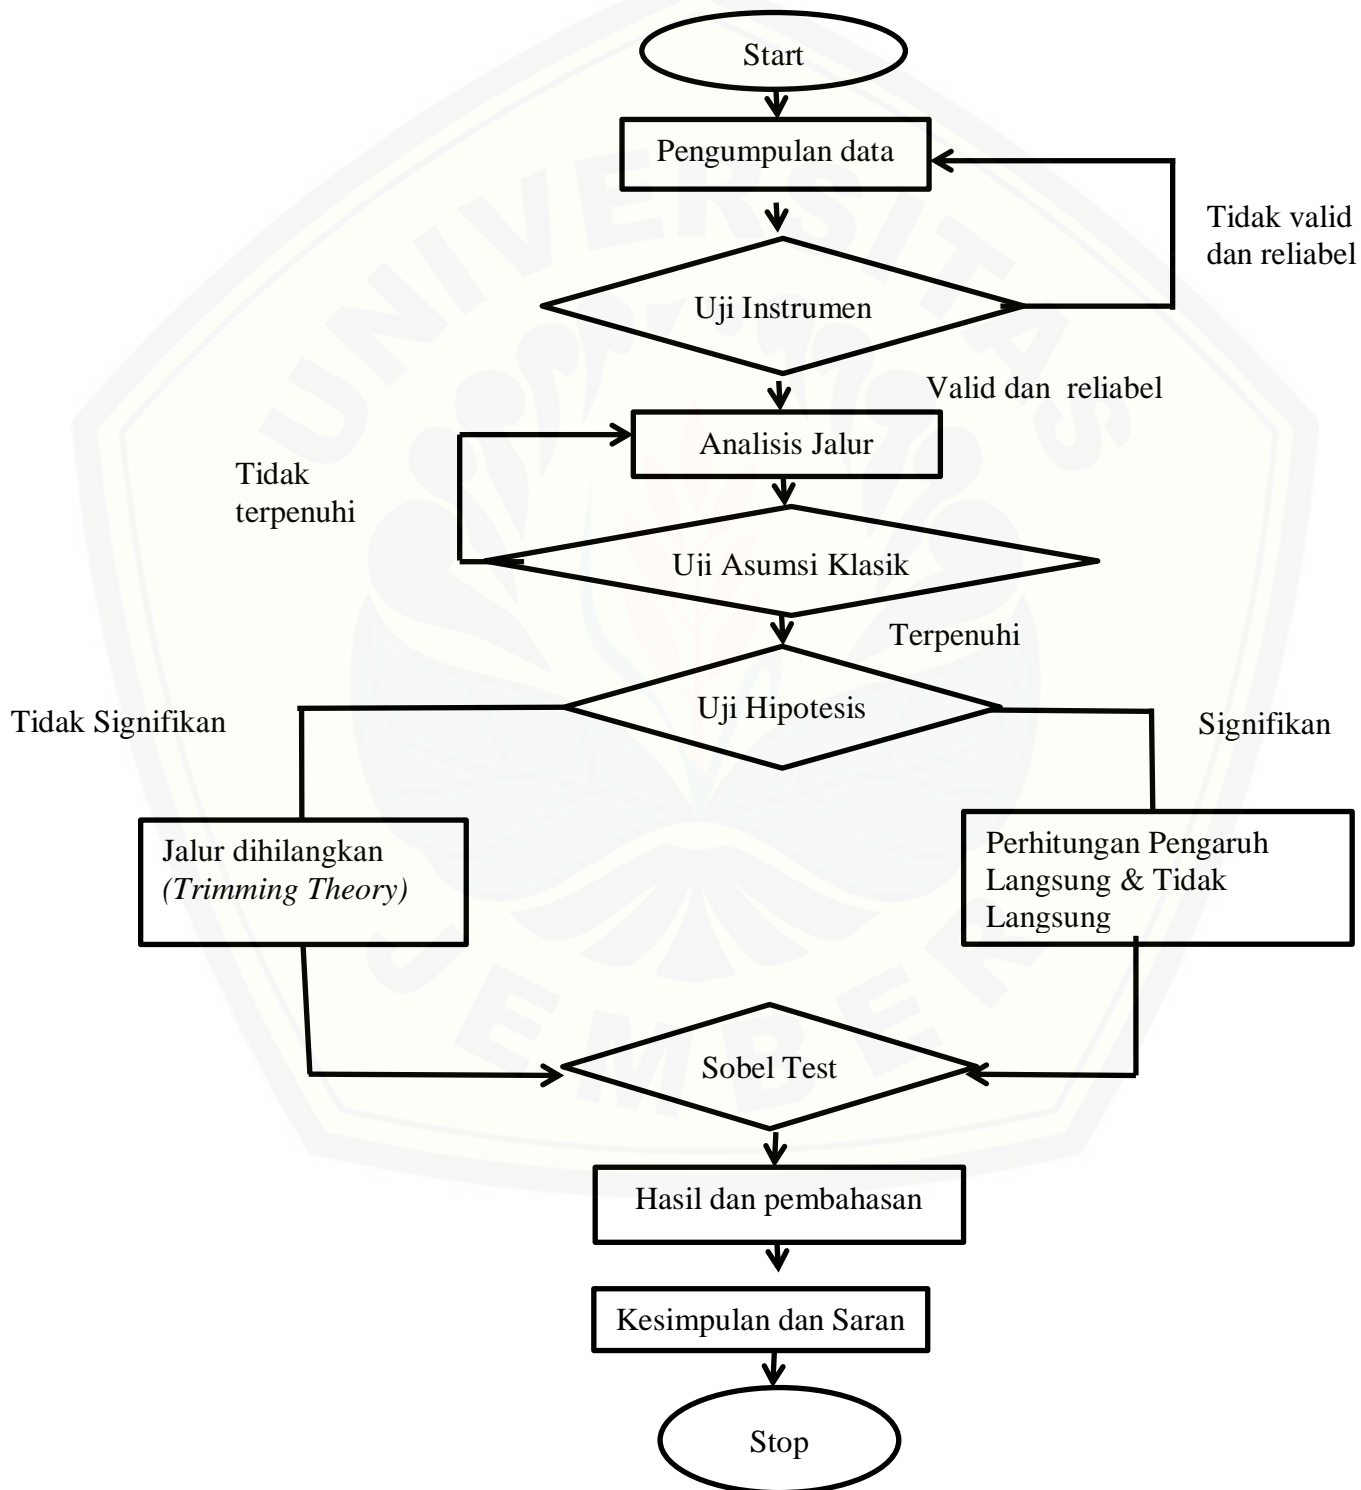 Start
Pengumpulan data
Tidak valid
dan reliabel
Uji Instrumen
Valid dan reliabel
Analisis Jalur
Tidak
terpenuhi
Uji Asumsi Klasik
Terpenuhi
Uji Hipotesis
Tidak Signifikan
Signifikan
Jalur dihilangkan
(Trimming Theory)
Perhitungan Pengaruh
Langsung & Tidak
Langsung
Sobel Test
Hasil dan pembahasan
Kesimpulan dan Saran
Stop
UNIVERSITAS
JEMBER